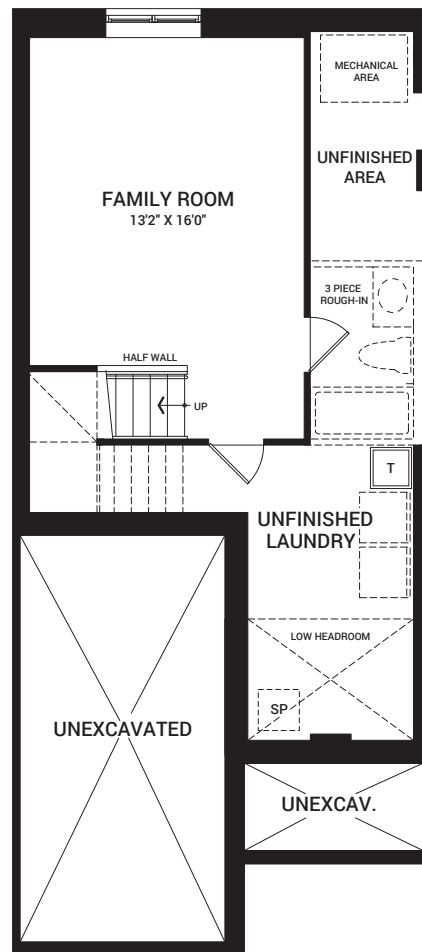 MECHANICAL
AREA
UNFINISHED
AREA
FAMILY ROOM
13'2" X 16'0"
3 PIECE
ROUGH-IN
HALF WALL
UP
T
UNFINISHED
LAUNDRY
LOW HEADROOM
SP
UNEXCAVATED
UNEXCAV.